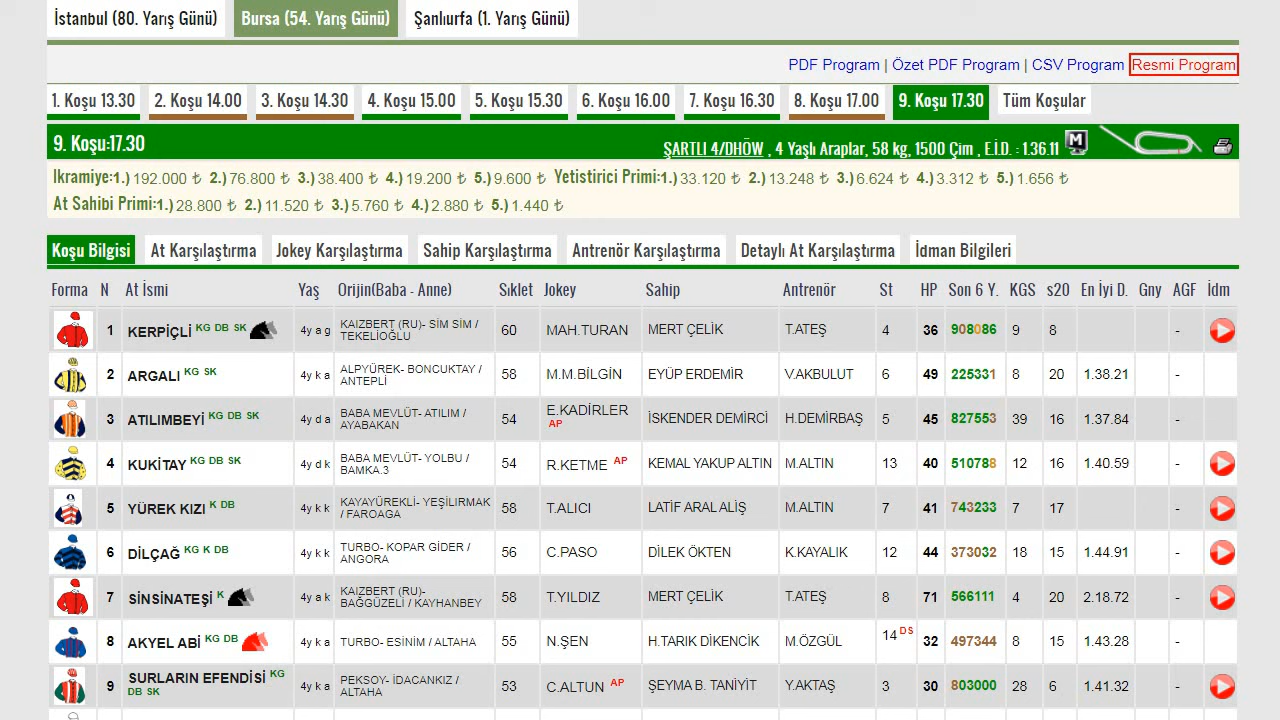 İstanbul (80. Yarış Günü) Bursa (54. Yarış Günü) Şanlıurfa (1. Yarış Günü)
PDF Program | Özet PDF Program | CSV Program Resmi Program
1. Koşu 13.30 2. Koşu 14.00 3. Koşu 14.30 4. Koşu 15.00 5. Koşu 15.30 6. Koşu 16.00 7. Koşu 16.30 8. Koşu 17.00 9. Koşu 17.30 Tüm Koşular
9. Koşu:17.30 ŞARTLI 4/DHÖW , 4 Yaşlı Araplar, 58 kg, 1500 Çim , E.İ.D. : 1.36.11 M
Ikramiye:1.) 192.000 ₺ 2.) 76.800 ₺ 3.) 38.400 ₺ 4.) 19.200 ₺ 5.) 9.600 ₺ Yetistirici Primi:1.) 33.120 ₺ 2.) 13.248 ₺ 3.) 6.624 ₺ 4.) 3.312 ₺ 5.) 1.656 ₺
At Sahibi Primi:1.) 28.800 ₺ 2.) 11.520 ₺ 3.) 5.760 ₺ 4.) 2.880 ₺ 5.) 1.440 ₺
Koşu Bilgisi At Karşılaştırma Jokey Karşılaştırma Sahip Karşılaştırma Antrenör Karşılaştırma Detaylı At Karşılaştırma İdman Bilgileri
Forma N At İsmi Yaş Orijin(Baba - Anne) Sıklet Jokey Sahip Antrenör St HP Son 6 Y. KGS s20 En İyi D. Gny AGF İdm
1 KERPİÇLİ KG DB SK 4y a g KAIZBERT (RU)- SİM SİM / TEKELİOĞLU 60 MAH.TURAN MERT ÇELİK T.ATEŞ 4 36 908086 9 8 -
2 ARGALI KG SK 4y k a ALPYÜREK- BONCUKTAY / ANTEPLİ 58 M.M.BİLGİN EYÜP ERDEMİR V.AKBULUT 6 49 225331 8 20 1.38.21 -
3 ATILIMBEYİ KG DB SK 4y d a BABA MEVLÜT- ATILIM / AYABAKAN 54 E.KADİRLER AP İSKENDER DEMİRCİ H.DEMİRBAŞ 5 45 827553 39 16 1.37.84 -
4 KUKİTAY KG DB SK 4y d k BABA MEVLÜT- YOLBU / BAMKA.3 54 R.KETME AP KEMAL YAKUP ALTIN M.ALTIN 13 40 510788 12 16 1.40.59 -
5 YÜREK KIZI K DB 4y k k KAYAYÜREKLİ- YEŞİLIRMAK / FAROAGA 58 T.ALICI LATİF ARAL ALİŞ M.ALTIN 7 41 743233 7 17 -
6 DİLÇAĞ KG K DB 4y k k TURBO- KOPAR GİDER / ANGORA 56 C.PASO DİLEK ÖKTEN K.KAYALIK 12 44 373032 18 15 1.44.91 -
7 SİNSİNATEŞİ K 4y a k KAIZBERT (RU)- BAĞGÜZELİ / KAYHANBEY 58 T.YILDIZ MERT ÇELİK T.ATEŞ 8 71 566111 4 20 2.18.72 -
8 AKYEL ABİ KG DB 4y k a TURBO- ESİNİM / ALTAHA 55 N.ŞEN H.TARIK DİKENCİK M.ÖZGÜL 14 DS 32 497344 8 15 1.43.28 -
9 SURLARIN EFENDİSİ KG DB SK 4y k a PEKSOY- İDACANKIZ / ALTAHA 53 C.ALTUN AP ŞEYMA B. TANİYİT Y.AKTAŞ 3 30 803000 28 6 1.41.32 -